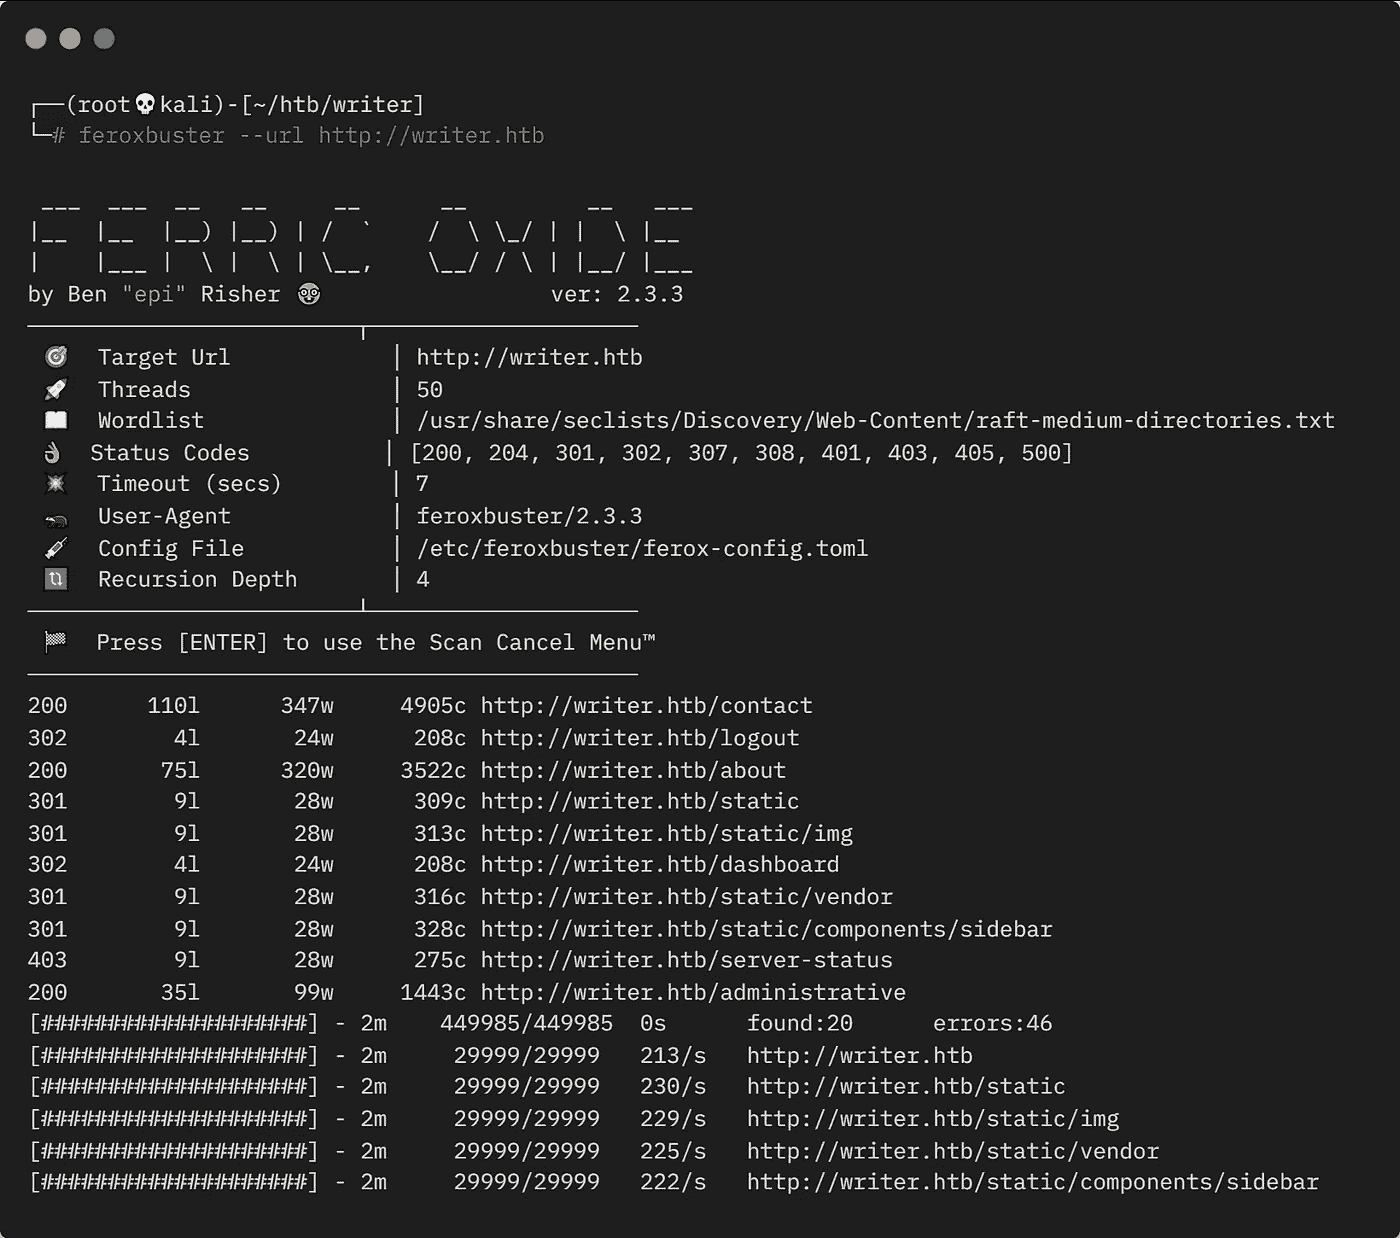 ┌──(root💀kali)-[~/htb/writer]
└─# feroxbuster --url http://writer.htb
 ___  ___  __   __     __      __         __   ___
|__  |__  |__) |__) | /  `    /  \ \_/ | |  \ |__
|    |___ |  \ |  \ | \__,    \__/ / \ | |__/ |___
by Ben "epi" Risher 🤓                 ver: 2.3.3
───────────────────────────┬──────────────────────
 🎯  Target Url            │ http://writer.htb
 🚀  Threads               │ 50
 📖  Wordlist              │ /usr/share/seclists/Discovery/Web-Content/raft-medium-directories.txt
 👌  Status Codes          │ [200, 204, 301, 302, 307, 308, 401, 403, 405, 500]
 💥  Timeout (secs)        │ 7
 🦡  User-Agent            │ feroxbuster/2.3.3
 💉  Config File           │ /etc/feroxbuster/ferox-config.toml
 🔃  Recursion Depth       │ 4
───────────────────────────┴──────────────────────
 🏁  Press [ENTER] to use the Scan Cancel Menu™
──────────────────────────────────────────────────
200      110l      347w     4905c http://writer.htb/contact
302        4l       24w      208c http://writer.htb/logout
200       75l      320w     3522c http://writer.htb/about
301        9l       28w      309c http://writer.htb/static
301        9l       28w      313c http://writer.htb/static/img
302        4l       24w      208c http://writer.htb/dashboard
301        9l       28w      316c http://writer.htb/static/vendor
301        9l       28w      328c http://writer.htb/static/components/sidebar
403        9l       28w      275c http://writer.htb/server-status
200       35l       99w     1443c http://writer.htb/administrative
[####################] - 2m    449985/449985  0s      found:20      errors:46
[####################] - 2m     29999/29999   213/s   http://writer.htb
[####################] - 2m     29999/29999   230/s   http://writer.htb/static
[####################] - 2m     29999/29999   229/s   http://writer.htb/static/img
[####################] - 2m     29999/29999   225/s   http://writer.htb/static/vendor
[####################] - 2m     29999/29999   222/s   http://writer.htb/static/components/sidebar